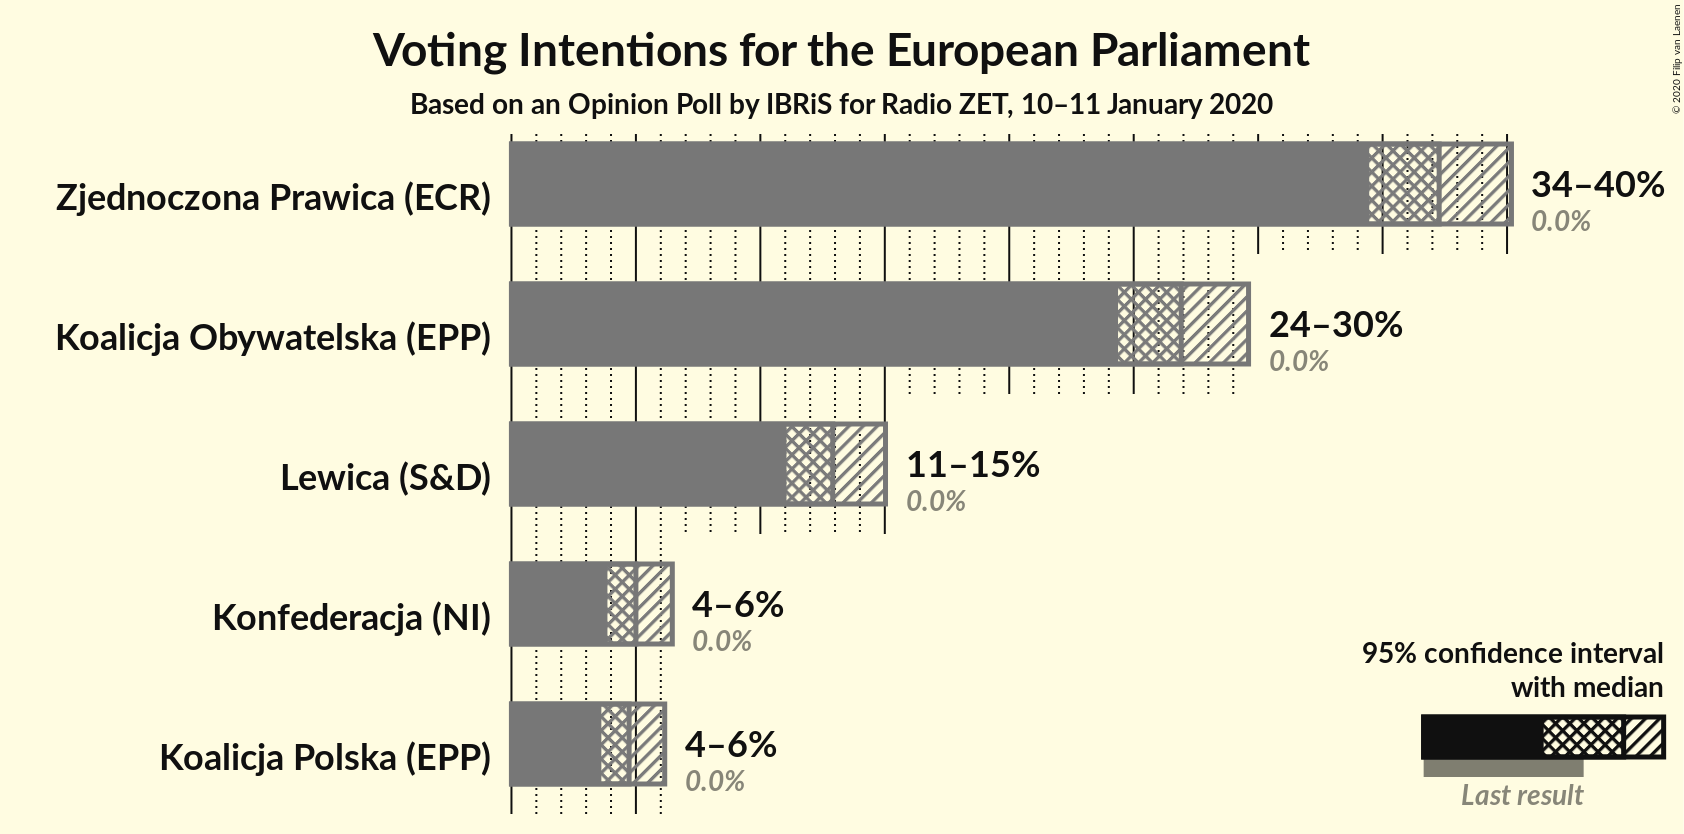 Voting Intentions for the European Parliament
Based on an Opinion Poll by IBRiS for Radio ZET, 10–11 January 2020
© 2020 Filip van Laenen
Zjednoczona Prawica (ECR)
34–40%
0.0%
Koalicja Obywatelska (EPP)
24–30%
0.0%
Lewica (S&D)
11–15%
0.0%
Konfederacja (NI)
4–6%
0.0%
Koalicja Polska (EPP)
4–6%
0.0%
95% confidence interval
with median
Last result